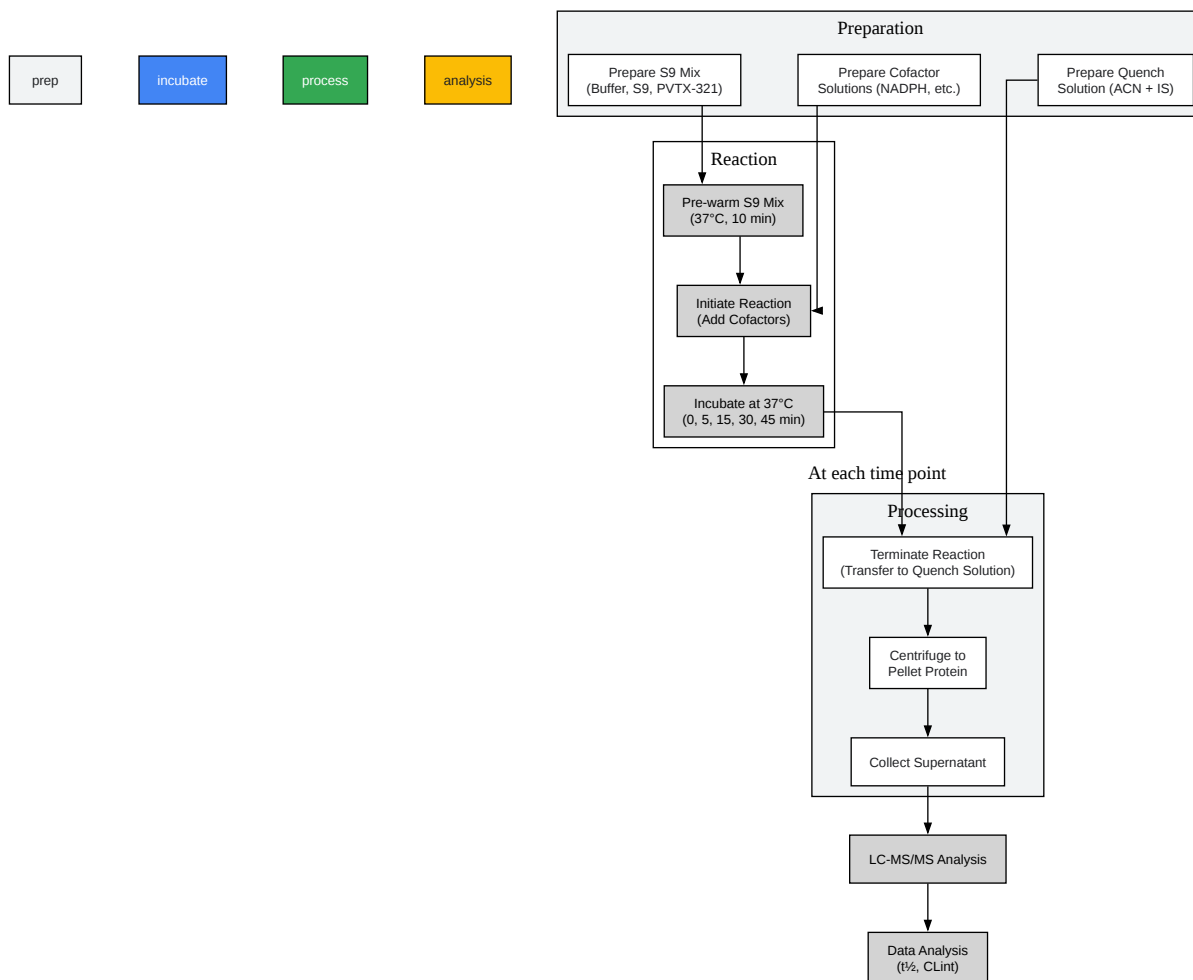 prep
incubate
process
analysis
Preparation
Prepare S9 Mix
(Buffer, S9, PVTX-321)
Prepare Cofactor
Solutions (NADPH, etc.)
Prepare Quench
Solution (ACN + IS)
Reaction
Pre-warm S9 Mix
(37°C, 10 min)
Initiate Reaction
(Add Cofactors)
Incubate at 37°C
(0, 5, 15, 30, 45 min)
At each time point
Processing
Terminate Reaction
(Transfer to Quench Solution)
Centrifuge to
Pellet Protein
Collect Supernatant
LC-MS/MS Analysis
Data Analysis
(t½, CLint)